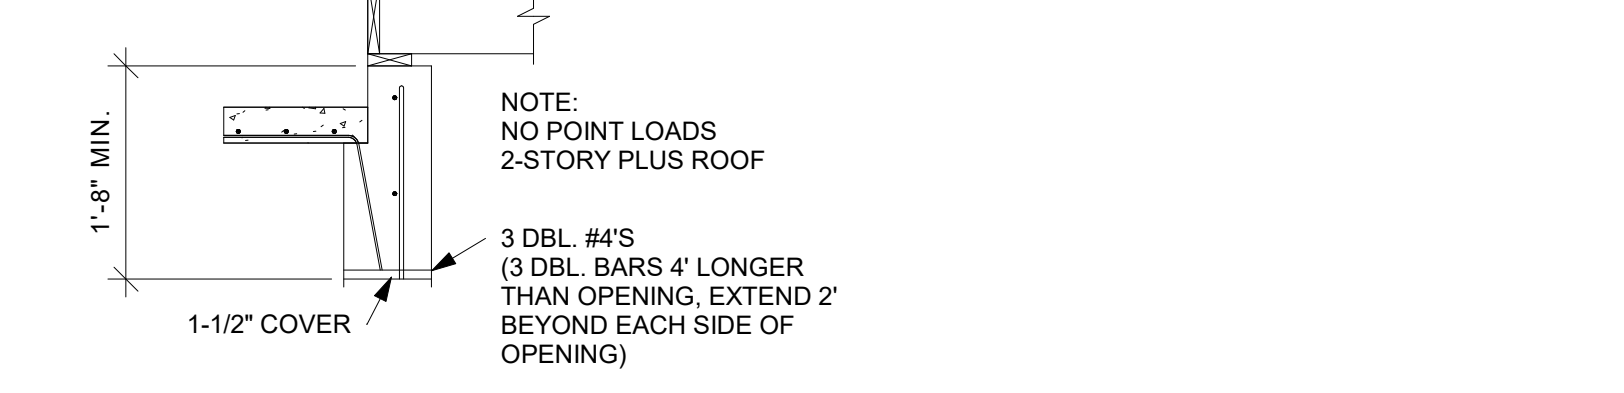 1'-8" MIN.
NOTE:
NO POINT LOADS
2-STORY PLUS ROOF
3 DBL. #4'S
(3 DBL. BARS 4' LONGER
THAN OPENING, EXTEND 2'
BEYOND EACH SIDE OF
OPENING)
1-1/2" COVER